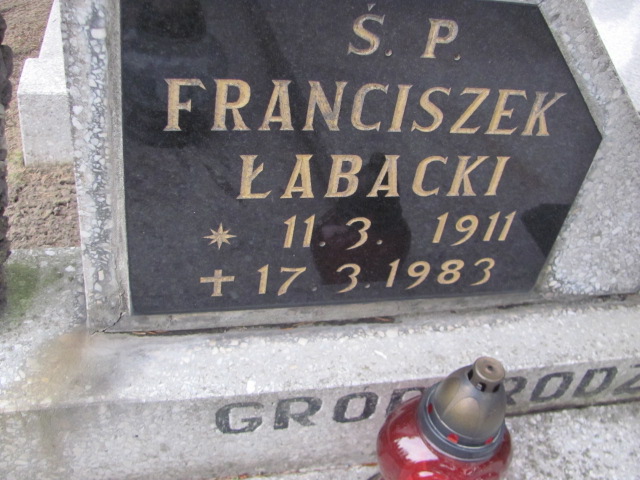 Ś. P.
FRANCISZEK
ŁABACKI
* 11. 3. 1911
+ 17. 3. 1983